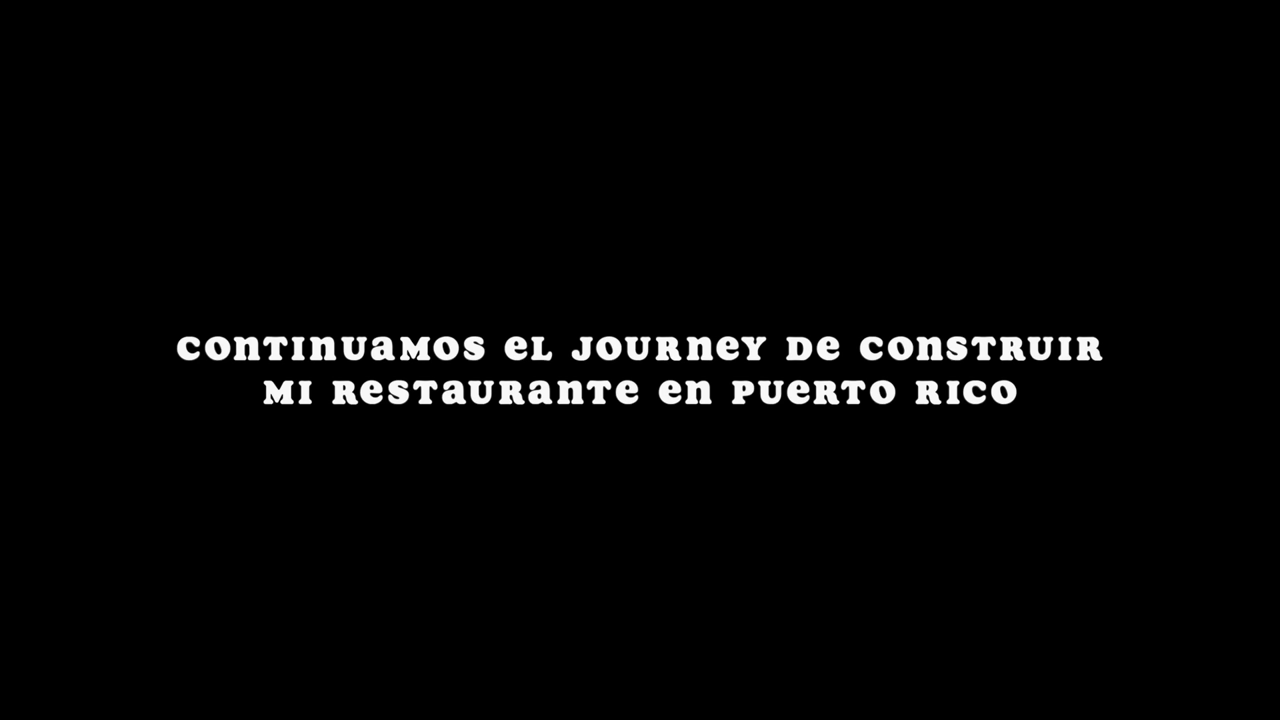 CONTINUAMOS EL JOURNEY DE CONSTRUIR
MI RESTAURANTE EN PUERTO RICO